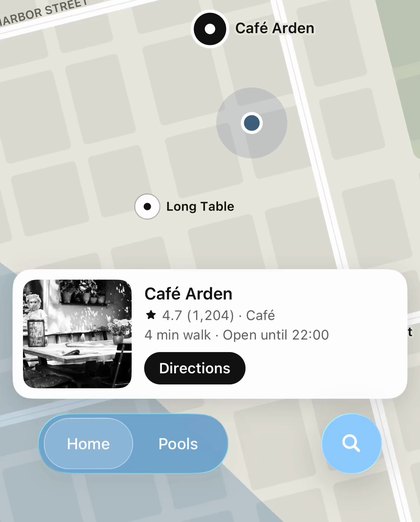 HARBOR STREET
Café Arden
Long Table
Café Arden
★ 4.7 (1,204) · Café
4 min walk · Open until 22:00
t
Directions
Home
Pools